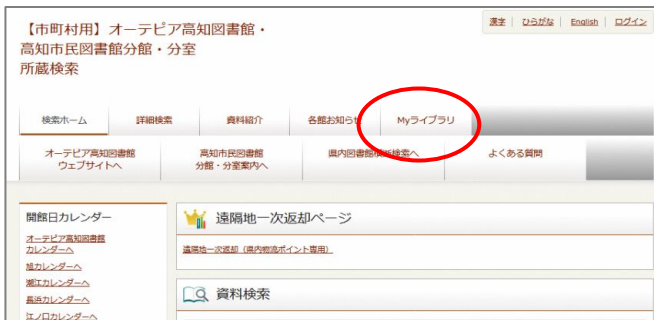 【市町村用】オーテピア高知図書館・
高知市民図書館分館・分室
所蔵検索
漢字 | ひらがな | English | ログイン
検索ホーム 詳細検索 資料紹介 各館お知らせ Myライブラリ
オーテピア高知図書館
ウェブサイトへ
高知市民図書館
分館・分室案内へ
県内図書館横断検索へ
よくある質問
開館日カレンダー
オーテピア高知図書館
カレンダーへ
旭カレンダーへ
潮江カレンダーへ
長浜カレンダーへ
江ノ口カレンダーへ
遠隔地一次返却ページ
遠隔地一次返却（県内物流ポイント専用）
資料検索